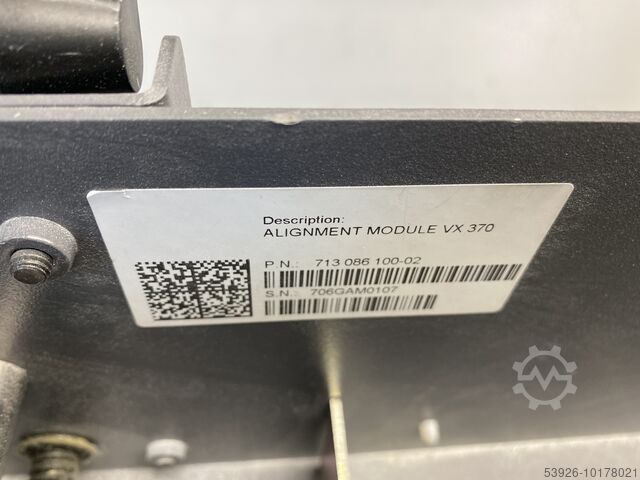 Description:
ALIGNMENT MODULE VX 370
P.N.: 713 086 100-02
S.N.: 706GAM0107
53926-10178021